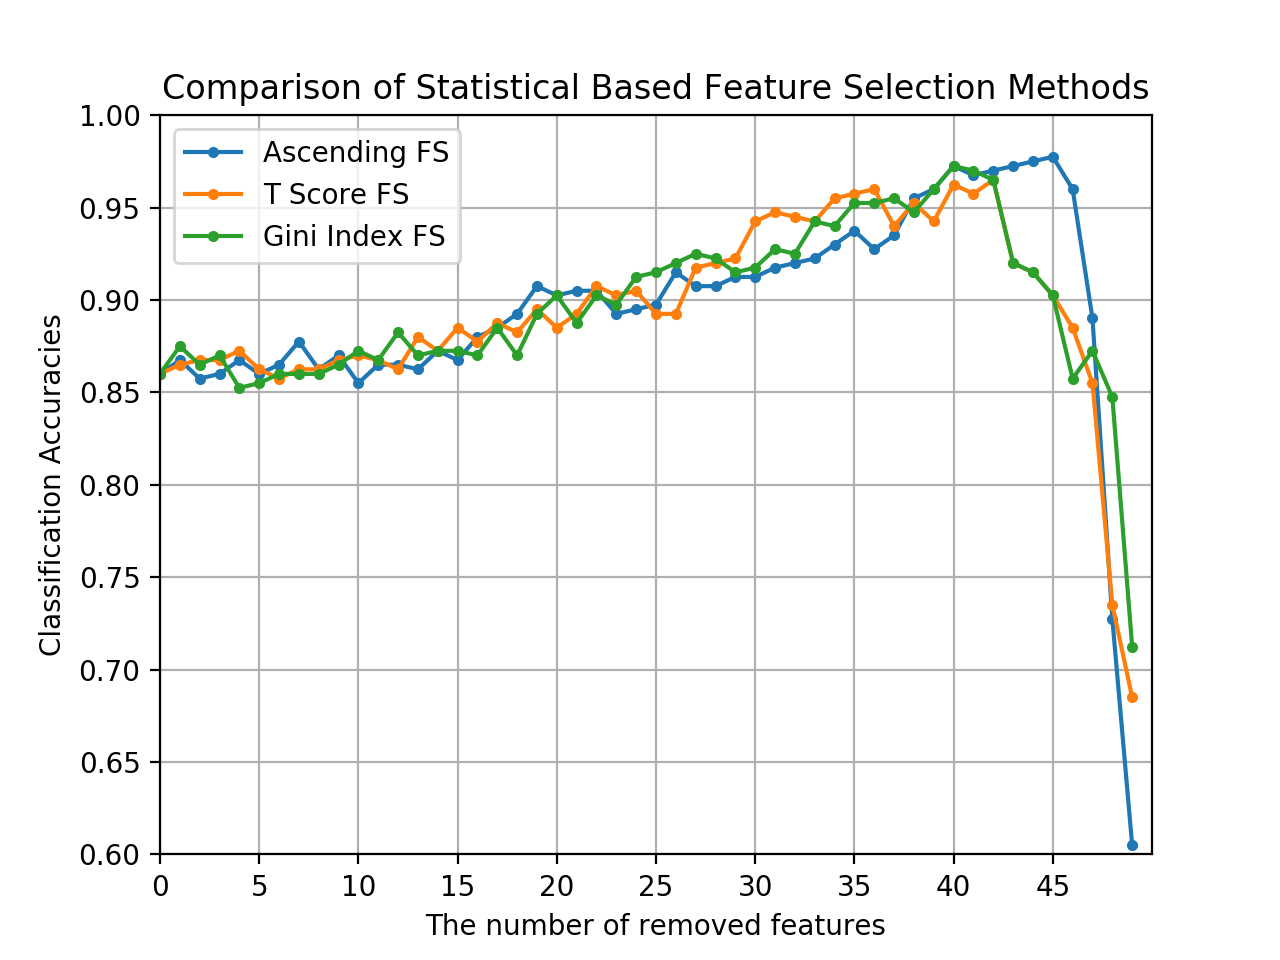 Comparison of Statistical Based Feature Selection Methods
1.00
0.95
0.90
0.85
0.80
0.75
0.70
0.65
0.60
Ascending FS
T Score FS
Gini Index FS
Classification Accuracies
0 5 10 15 20 25 30 35 40 45
The number of removed features